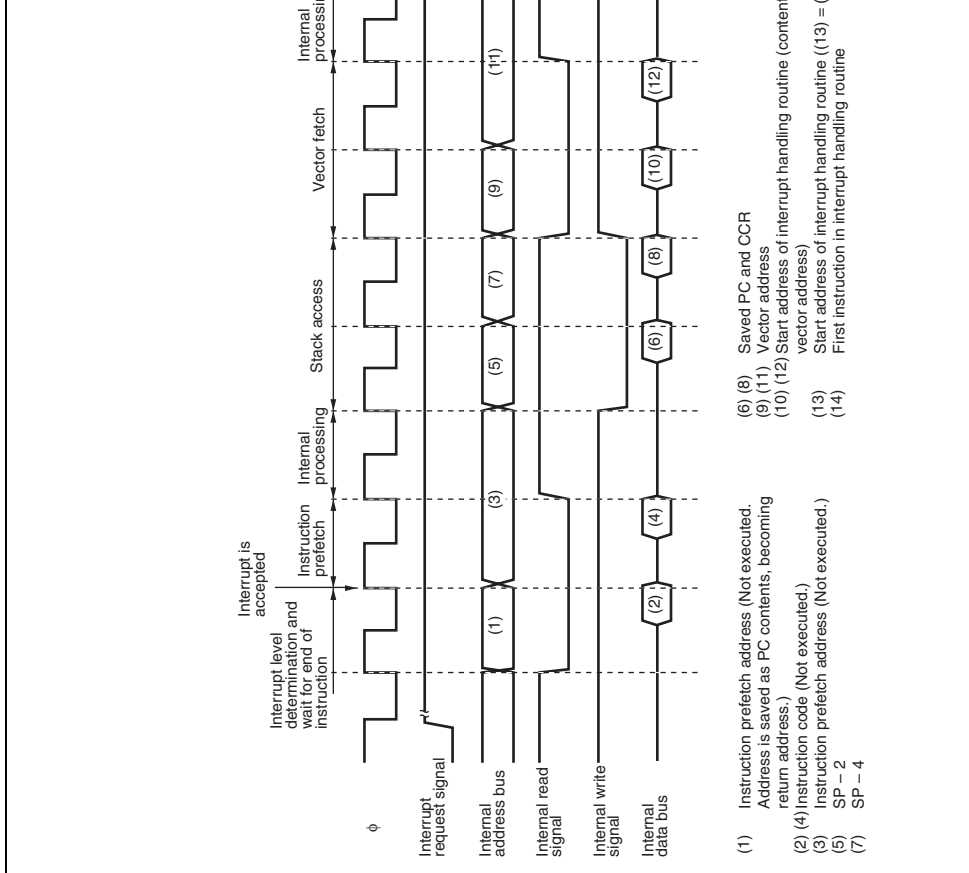 Interrupt is
accepted
Interrupt level
determination and
wait for end of
instruction
Instruction
prefetch
Internal
processing
Stack access
Vector fetch
Internal
φ
Interrupt
request signal
Internal
address bus
(1)
(3)
(5)
(7)
(9)
(11)
Internal read
signal
Internal write
signal
Internal
data bus
(2)
(4)
(6)
(8)
(10)
(12)
(1) Instruction prefetch address (Not executed.
Address is saved as PC contents, becoming
return address.)
(2) (4) Instruction code (Not executed.)
(3) Instruction prefetch address (Not executed.)
(5) SP – 2
(7) SP – 4
(6) (8) Saved PC and CCR
(9) (11) Vector address
(10) (12) Start address of interrupt handling routine
vector address)
(13) Start address of interrupt handling routine ((13) =
(14) First instruction in interrupt handling routine